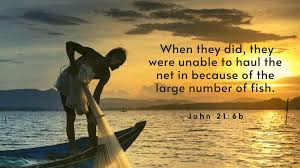 When they did, they
were unable to haul the
net in because of the
large number of fish.
John 21:6b